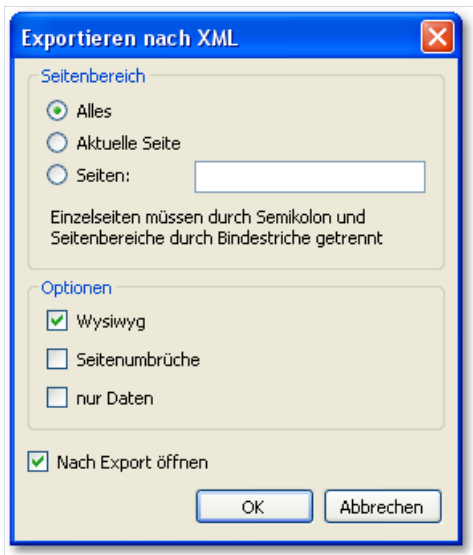 Exportieren nach XML
Seitenbereich
Alles
Aktuelle Seite
Seiten:
Einzelseiten müssen durch Semikolon und
Seitenbereiche durch Bindestriche getrennt
Optionen
Wysiwyg
Seitenumbrüche
nur Daten
Nach Export öffnen
OK
Abbrechen